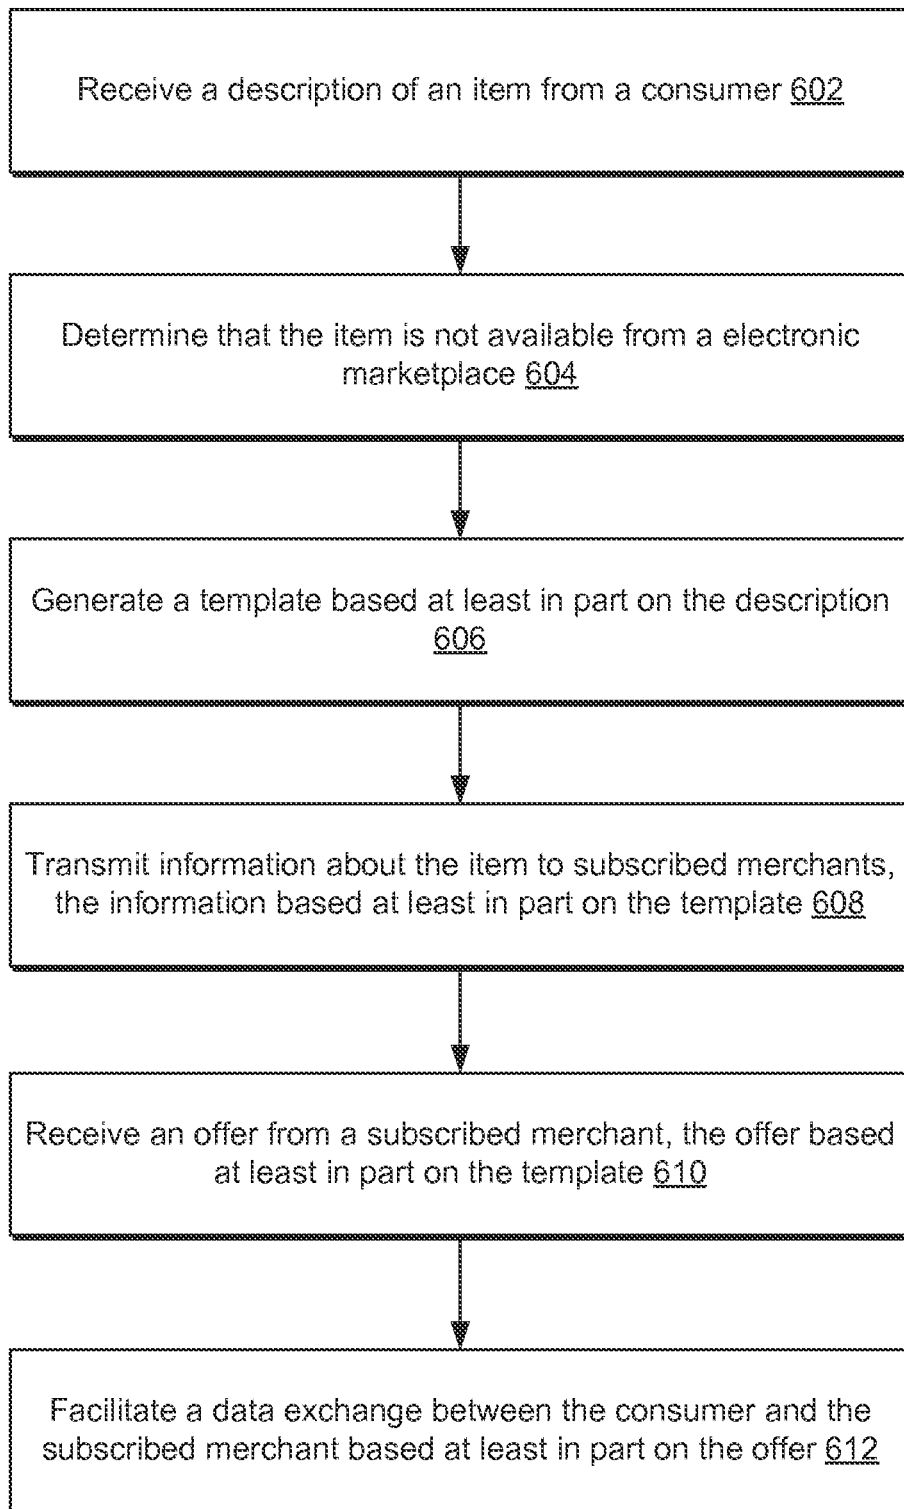 Receive a description of an item from a consumer 602
Determine that the item is not available from a electronic
marketplace 604
Generate a template based at least in part on the description
606
Transmit information about the item to subscribed merchants,
the information based at least in part on the template 608
Receive an offer from a subscribed merchant, the offer based
at least in part on the template 610
Facilitate a data exchange between the consumer and the
subscribed merchant based at least in part on the offer 612